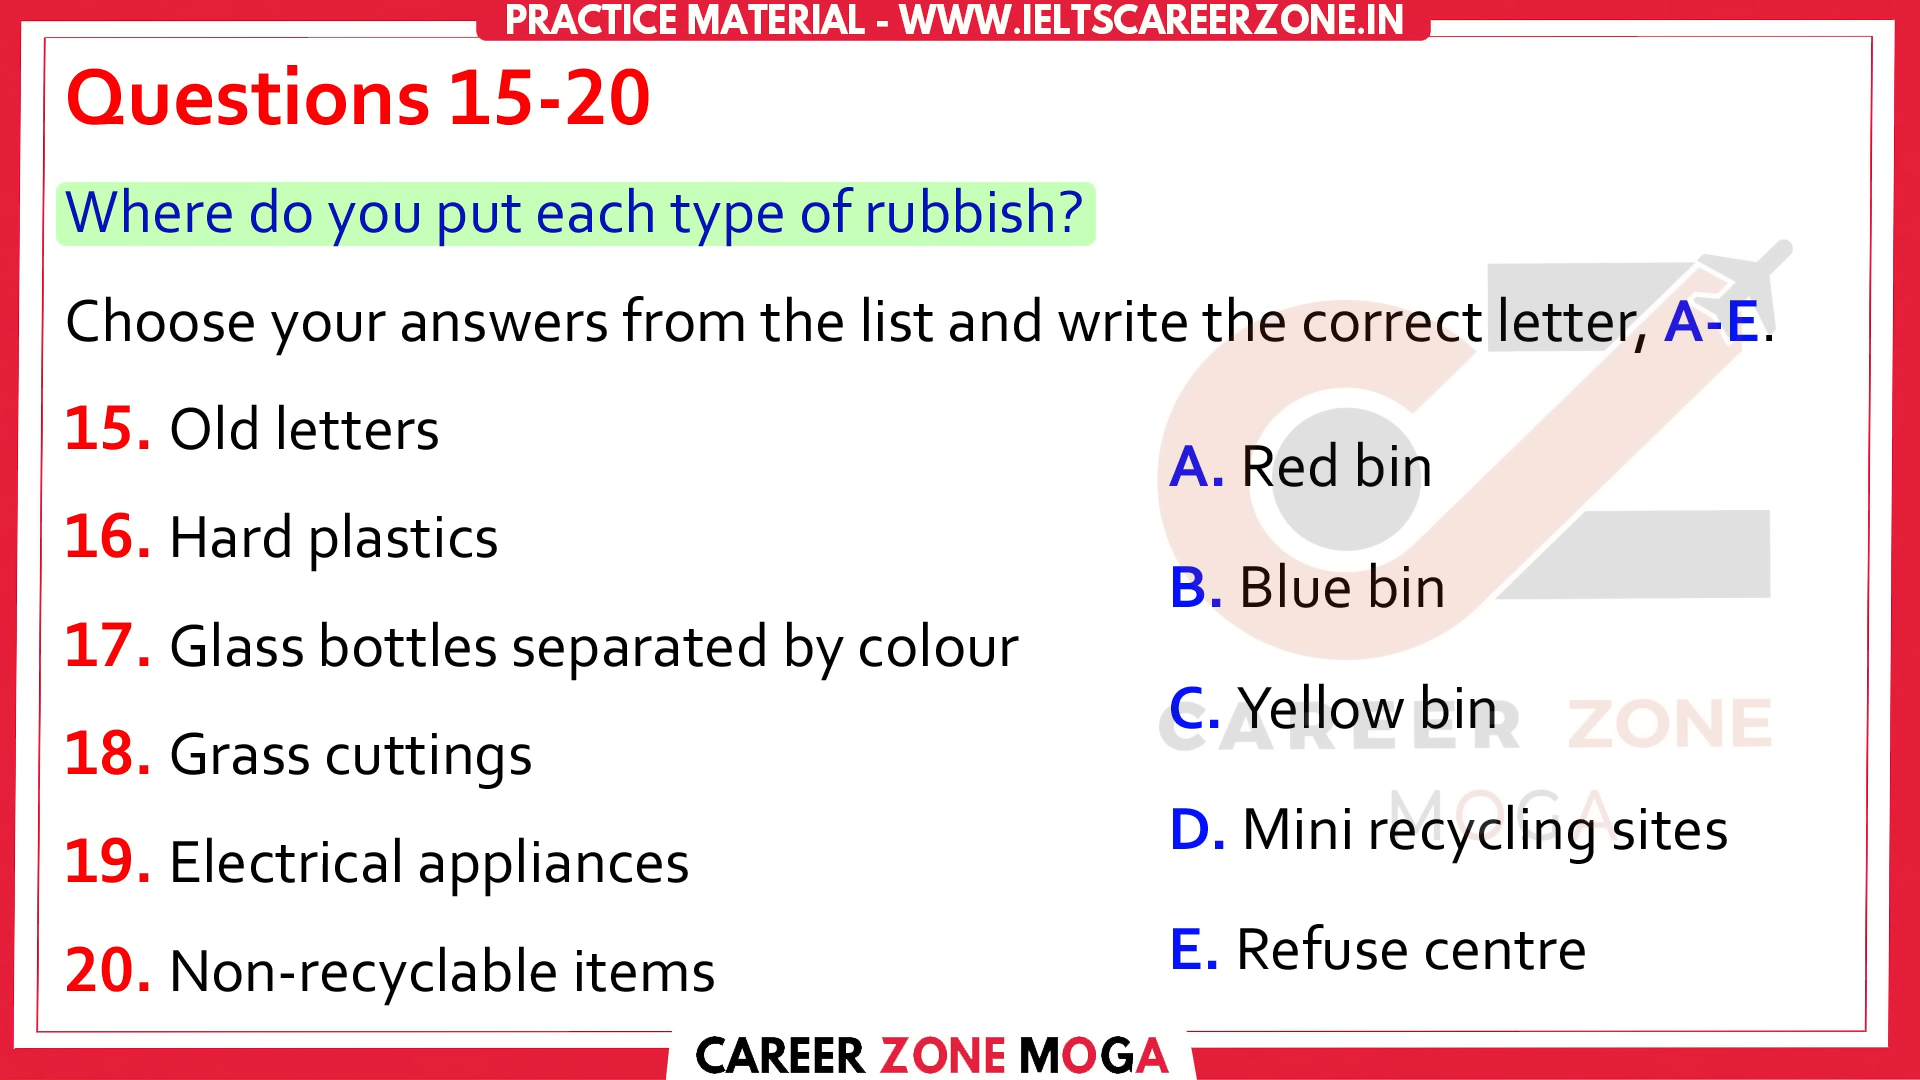 PRACTICE MATERIAL - WWW.IELTSCAREERZONE.IN
Questions 15-20
Where do you put each type of rubbish?
Choose your answers from the list and write the correct letter, A-E.
15. Old letters
16. Hard plastics
17. Glass bottles separated by colour
18. Grass cuttings
19. Electrical appliances
20. Non-recyclable items
A. Red bin
B. Blue bin
C. Yellow bin
D. Mini recycling sites
E. Refuse centre
CAREER ZONE
MOGA
CAREER ZONE MOGA